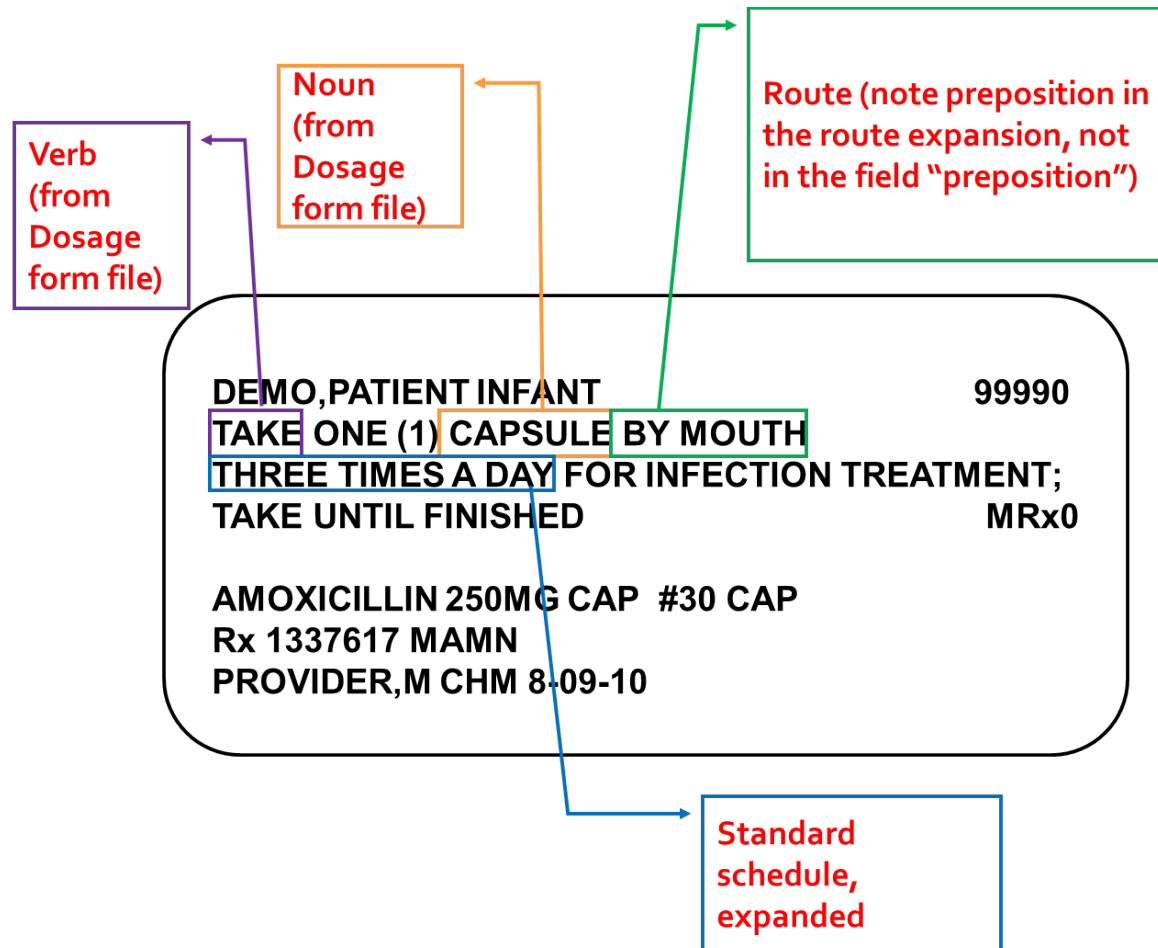 Verb
(from
Dosage
form file)
Noun
(from
Dosage
form file)
Route (note preposition in
the route expansion, not
in the field “preposition”)
DEMO,PATIENT INFANT 99990
TAKE ONE (1) CAPSULE BY MOUTH
THREE TIMES A DAY FOR INFECTION TREATMENT;
TAKE UNTIL FINISHED MRx0
AMOXICILLIN 250MG CAP #30 CAP
Rx 1337617 MAMN
PROVIDER,M CHM 8-09-10
Standard
schedule,
expanded